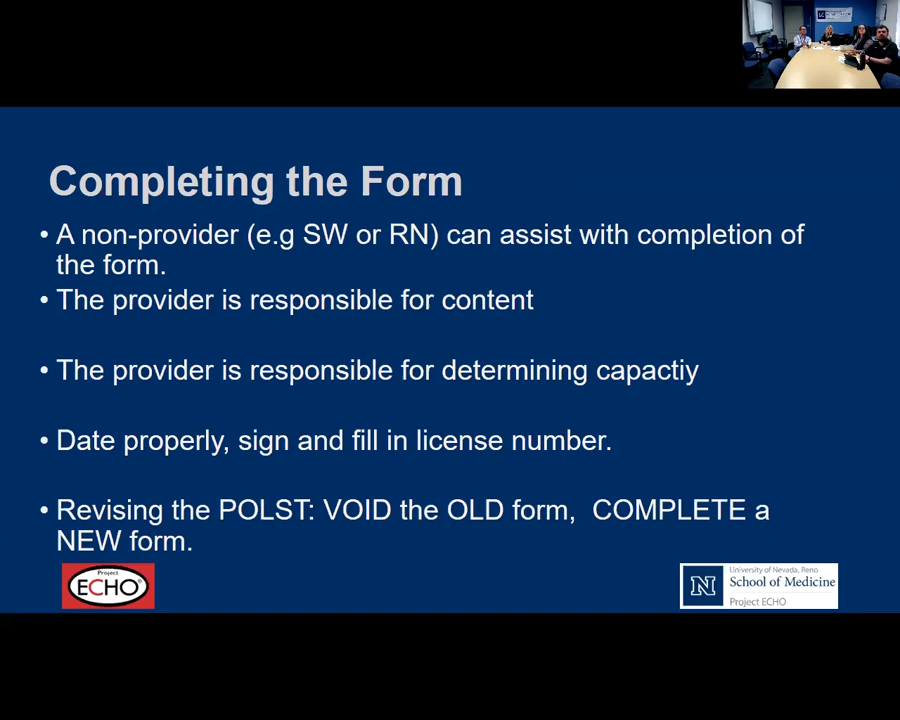 Completing the Form
• A non-provider (e.g SW or RN) can assist with completion of
the form.
• The provider is responsible for content
• The provider is responsible for determining capactiy
• Date properly, sign and fill in license number.
• Revising the POLST: VOID the OLD form, COMPLETE a
NEW form.
Project
ECHO®
N
University of Nevada, Reno
School of Medicine
Project ECHO